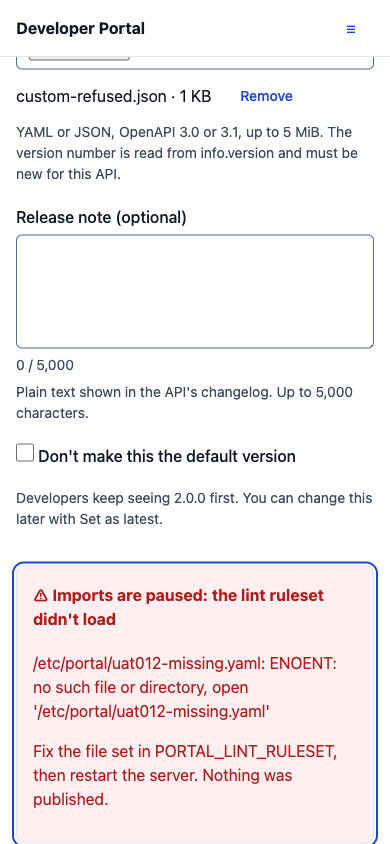 Developer Portal
custom-refused.json · 1 KB Remove
YAML or JSON, OpenAPI 3.0 or 3.1, up to 5 MiB. The
version number is read from info.version and must be
new for this API.
Release note (optional)
0 / 5,000
Plain text shown in the API's changelog. Up to 5,000
characters.
Don't make this the default version
Developers keep seeing 2.0.0 first. You can change this
later with Set as latest.
⚠ Imports are paused: the lint ruleset
didn't load
/etc/portal/uat012-missing.yaml: ENOENT:
no such file or directory, open
'/etc/portal/uat012-missing.yaml'
Fix the file set in PORTAL_LINT_RULESET,
then restart the server. Nothing was
published.